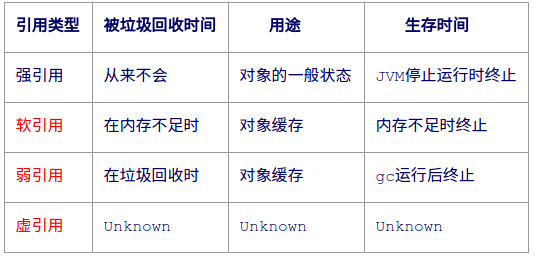 引用类型 被垃圾回收时间 用途 生存时间
强引用 从来不会 对象的一般状态 JVM停止运行时终止
软引用 在内存不足时 对象缓存 内存不足时终止
弱引用 在垃圾回收时 对象缓存 gc运行后终止
虚引用 Unknown Unknown Unknown